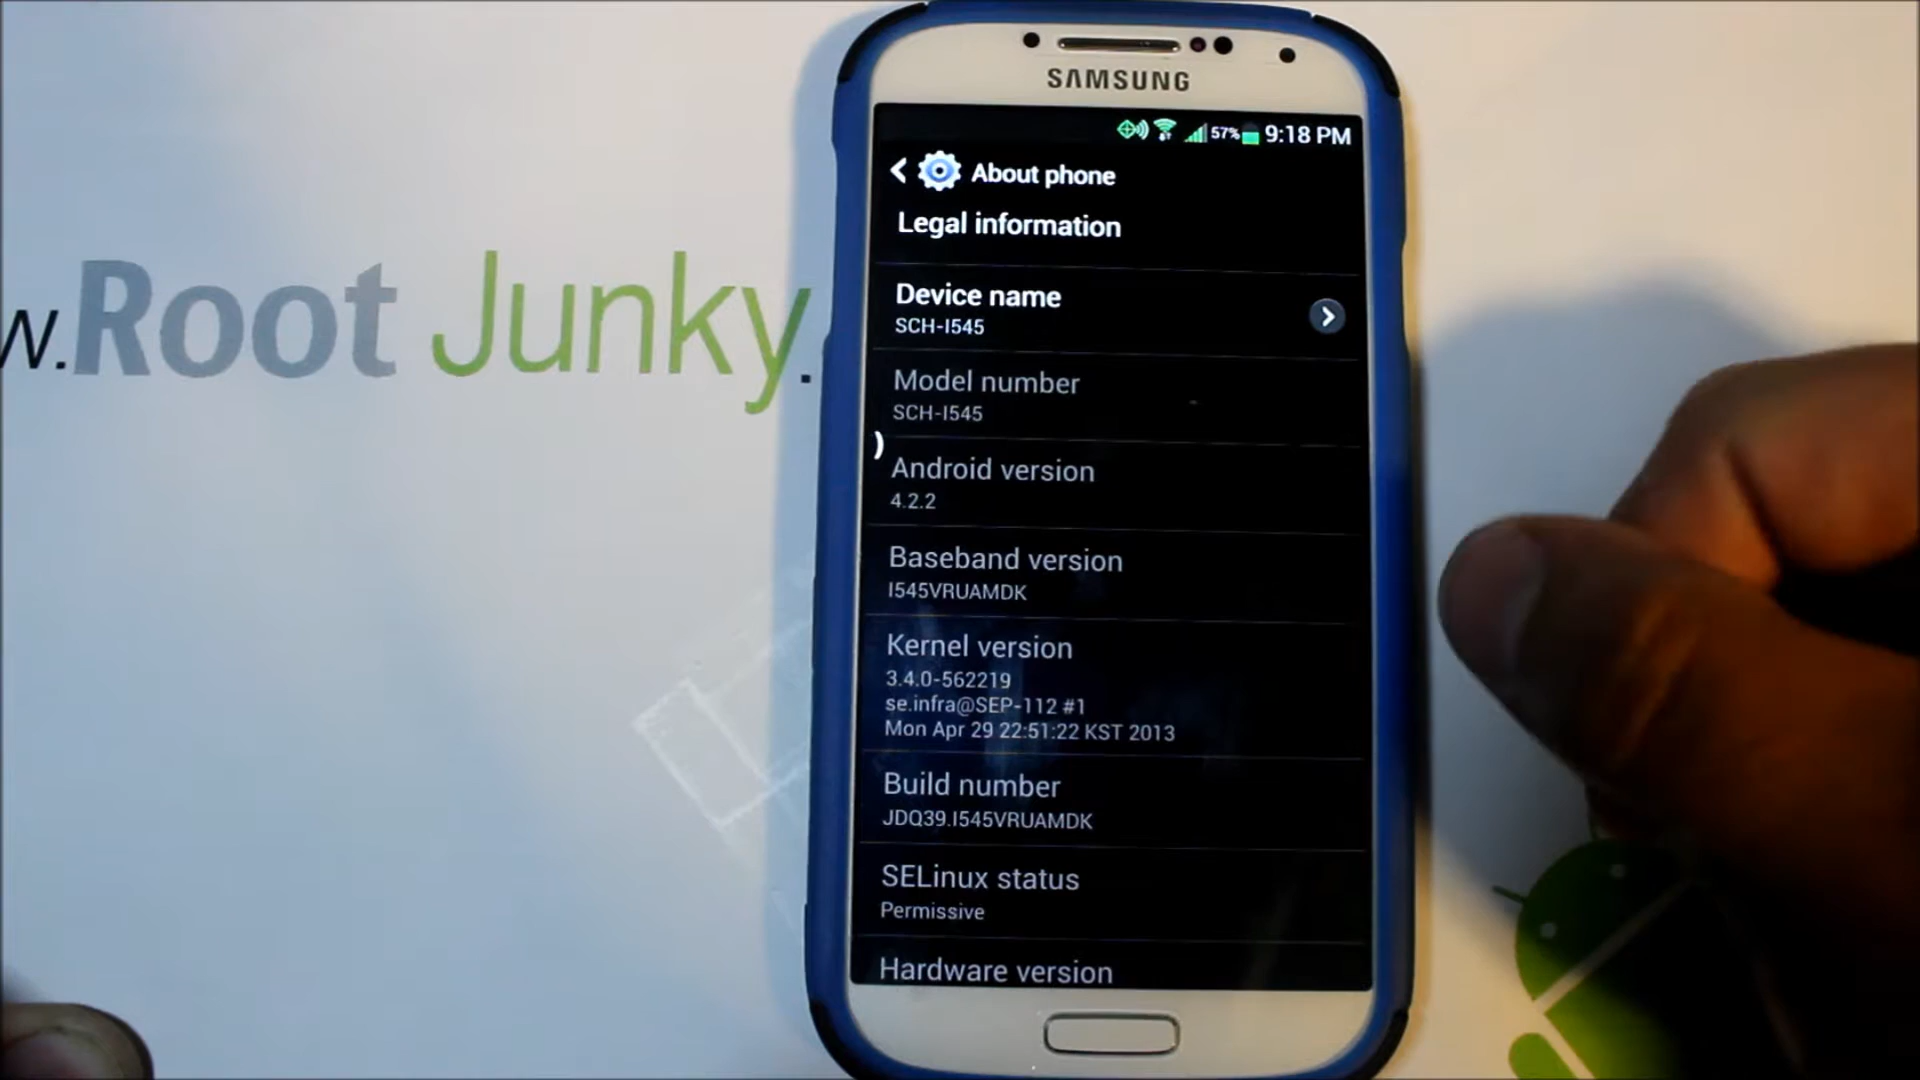 SAMSUNG
57% 9:18 PM
About phone
Legal information
Device name
SCH-I545
Model number
SCH-I545
Android version
4.2.2
Baseband version
I545VRUAMDK
Kernel version
3.4.0-562219
se.infra@SEP-112 #1
Mon Apr 29 22:51:22 KST 2013
Build number
JDQ39.I545VRUAMDK
SELinux status
Permissive
Hardware version
w.Root Junky.